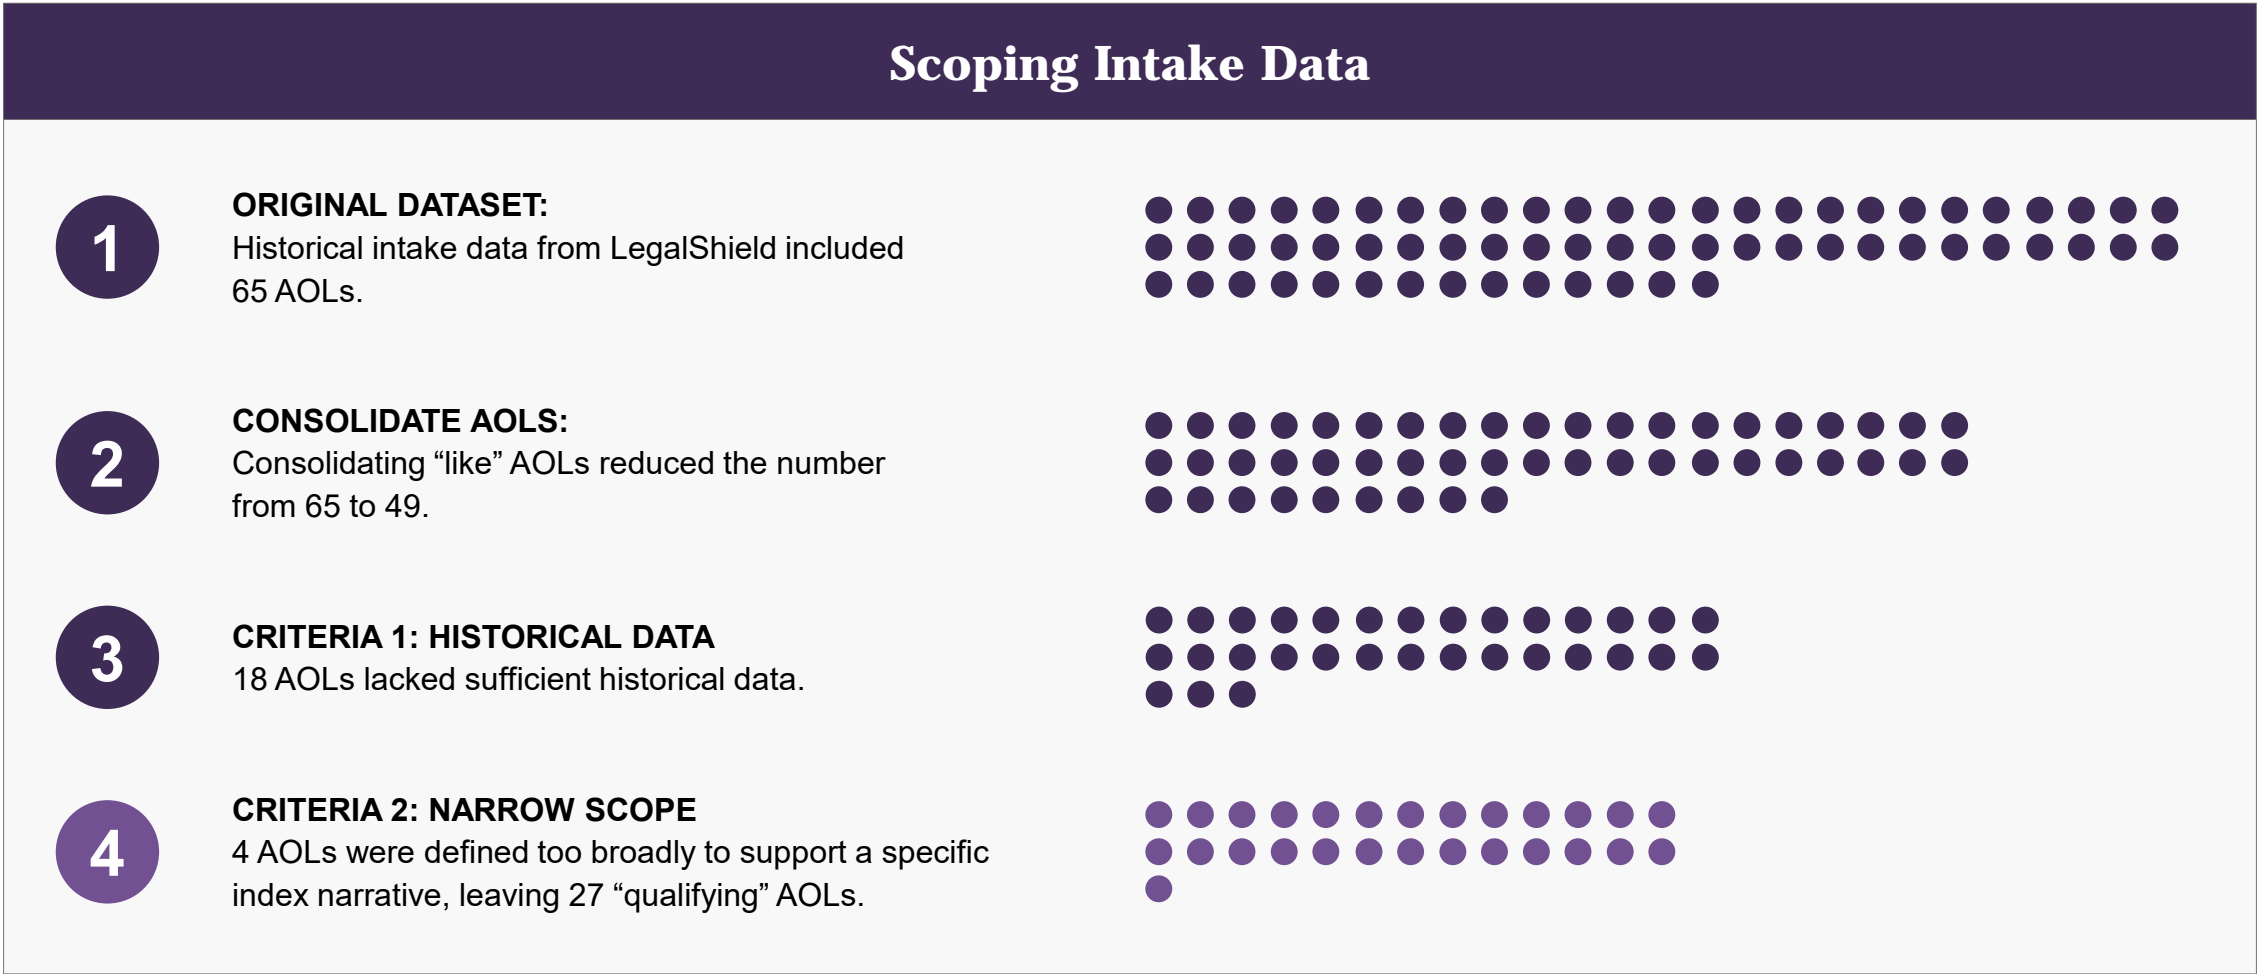 Scoping Intake Data
1
ORIGINAL DATASET:
Historical intake data from LegalShield included
65 AOLs.
2
CONSOLIDATE AOLS:
Consolidating “like” AOLs reduced the number
from 65 to 49.
3
CRITERIA 1: HISTORICAL DATA
18 AOLs lacked sufficient historical data.
4
CRITERIA 2: NARROW SCOPE
4 AOLs were defined too broadly to support a specific
index narrative, leaving 27 “qualifying” AOLs.